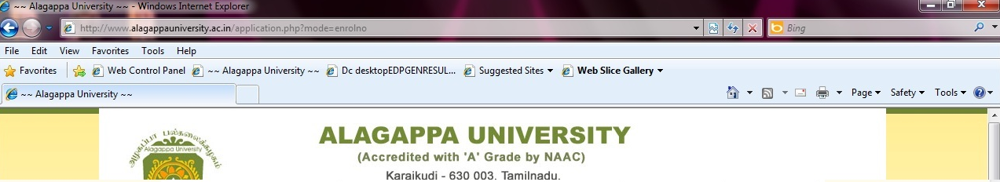 ~~ Alagappa University ~~ - Windows Internet Explorer
http://www.alagappauniversity.ac.in/application.php?mode=enrolno
Bing
File Edit View Favorites Tools Help
Favorites Web Control Panel ~~ Alagappa University ~~ Dc desktopEDPGENRESUL... Suggested Sites Web Slice Gallery
~~ Alagappa University ~~ Page Safety Tools
அழகப்பா பல்கலைக்கழகம்
Alagappa University
ALAGAPPA UNIVERSITY
(Accredited with 'A' Grade by NAAC)
Karaikudi - 630 003, Tamilnadu.